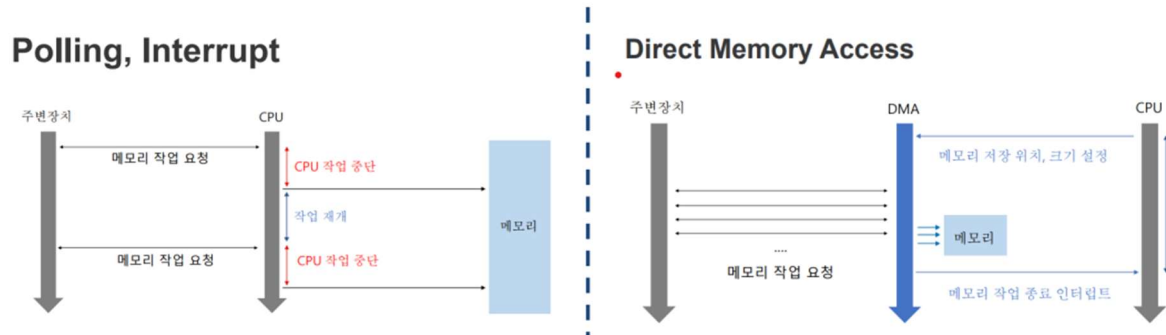 Polling, Interrupt
주변장치
CPU
메모리 작업 요청
CPU 작업 중단
작업 재개
메모리
메모리 작업 요청
CPU 작업 중단
Direct Memory Access
주변장치
DMA
CPU
메모리 저장 위치, 크기 설정
메모리
....
메모리 작업 요청
메모리 작업 종료 인터럽트